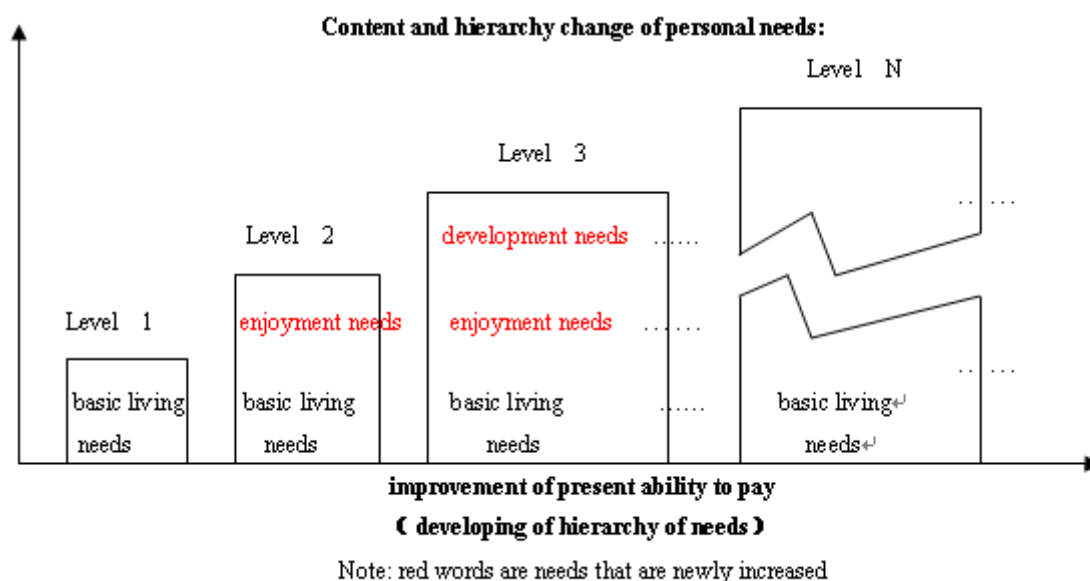 Content and hierarchy change of personal needs:
Level N
Level 3
Level 2
development needs ......
Level 1
enjoyment needs
enjoyment needs ......
......
basic living
needs
basic living
needs
basic living ......
needs
basic living↵
needs↵
......
improvement of present ability to pay
( developing of hierarchy of needs )
Note: red words are needs that are newly increased